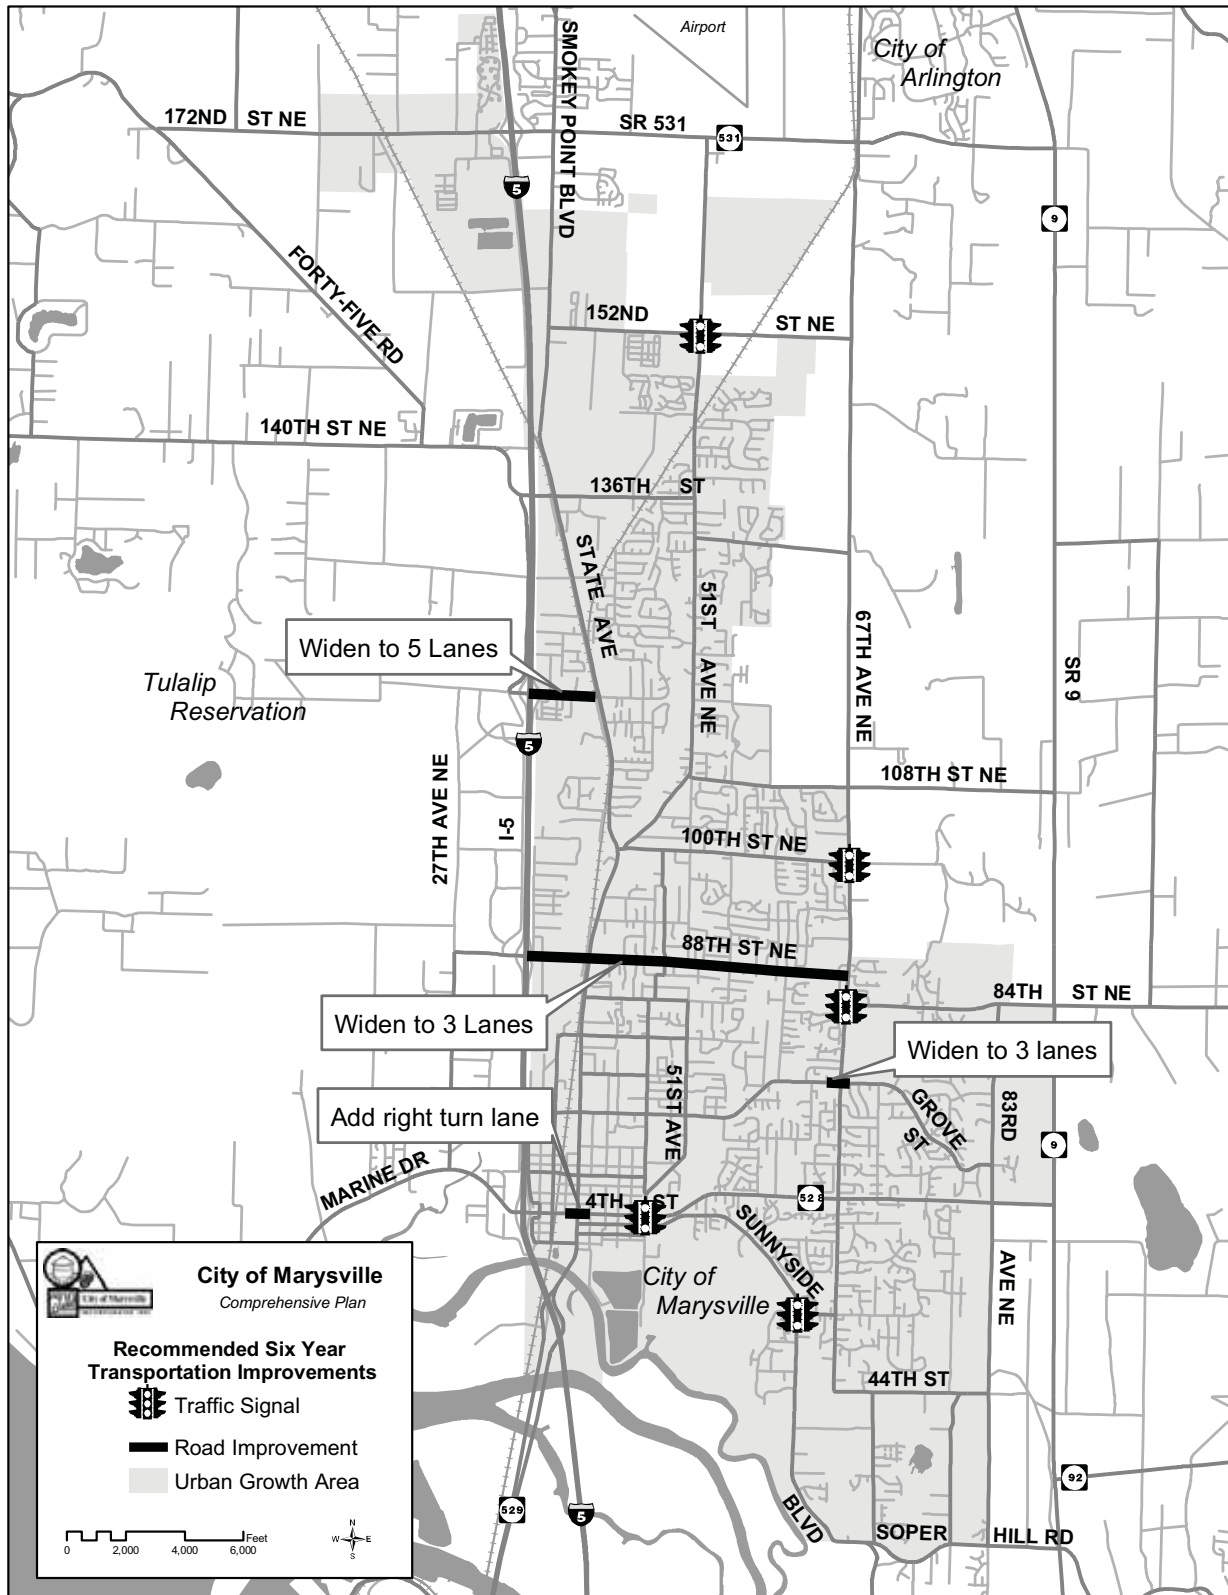 Airport
City of
Arlington
SMOKEY POINT BLVD
172ND ST NE
SR 531
531
5
9
FORTY-FIVE RD
152ND ST NE
140TH ST NE
136TH ST
STATE AVE
51ST AVE NE
67TH AVE NE
Widen to 5 Lanes
SR 9
Tulalip
Reservation
5
27TH AVE NE
I-5
108TH ST NE
100TH ST NE
88TH ST NE
84TH ST NE
Widen to 3 Lanes
Widen to 3 lanes
51ST AVE
GROVE ST
83RD AVE NE
Add right turn lane
9
MARINE DR
4TH ST
528
SUNNYSIDE BLVD
City of
Marysville
44TH ST
92
529
5
SOPER HILL RD
City of Marysville
City of Marysville
Comprehensive Plan
Recommended Six Year
Transportation Improvements
Traffic Signal
Road Improvement
Urban Growth Area
Feet
0 2,000 4,000 6,000
N
W E
S